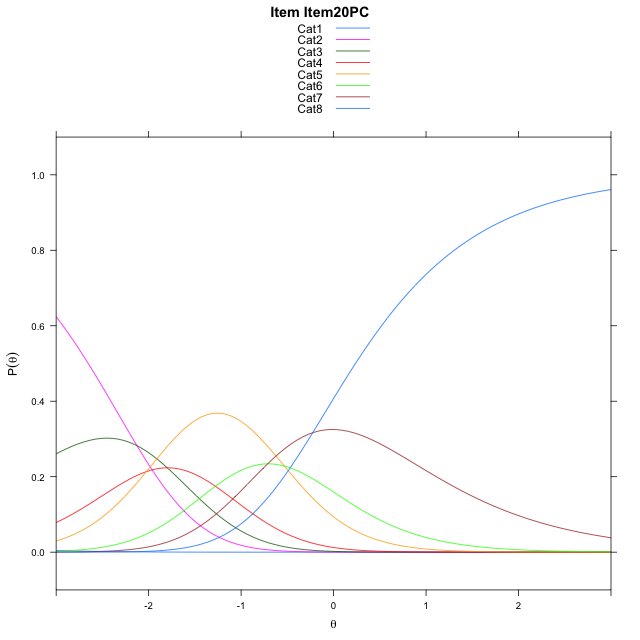 Item Item20PC
Cat1
Cat2
Cat3
Cat4
Cat5
Cat6
Cat7
Cat8
1.0
0.8
0.6
0.4
0.2
0.0
P(θ)
-2 -1 0 1 2
θ